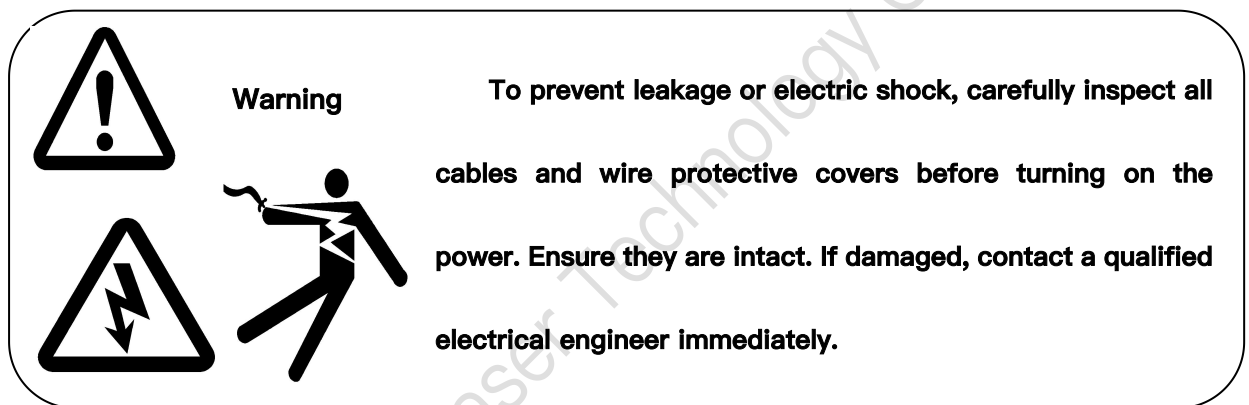 Warning
To prevent leakage or electric shock, carefully inspect all
cables and wire protective covers before turning on the
power. Ensure they are intact. If damaged, contact a qualified
electrical engineer immediately.
Technology